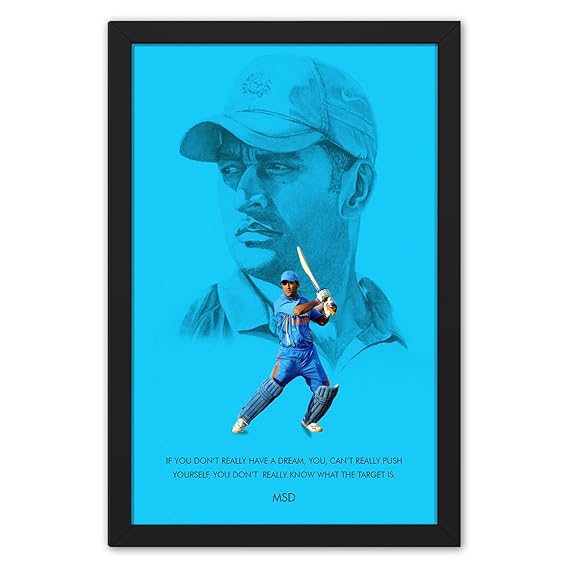 IF YOU DON'T REALLY HAVE A DREAM, YOU, CAN'T REALLY PUSH
YOURSELF, YOU DON'T REALLY KNOW WHAT THE TARGET IS.
MSD